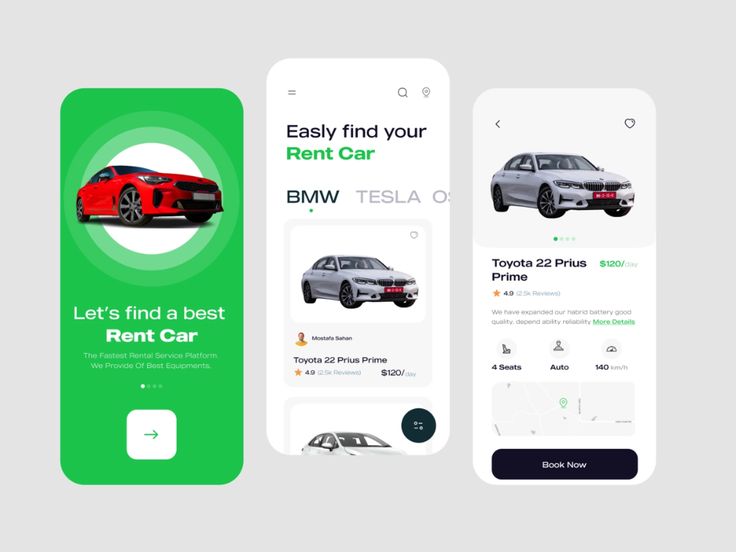 Let's find a best
Rent Car
The Fastest Rental Service Platform
We Provide Of Best Equipments.
Easly find your
Rent Car
BMW TESLA OS
Mostafa Sahan
Toyota 22 Prius Prime
4.9 (2.5k Reviews) $120/day
Toyota 22 Prius
Prime
$120/day
4.9 (2.5k Reviews)
We have expanded our habrid battery good
quality, depend ability reliability More Details
4 Seats Auto 140 km/h
Book Now